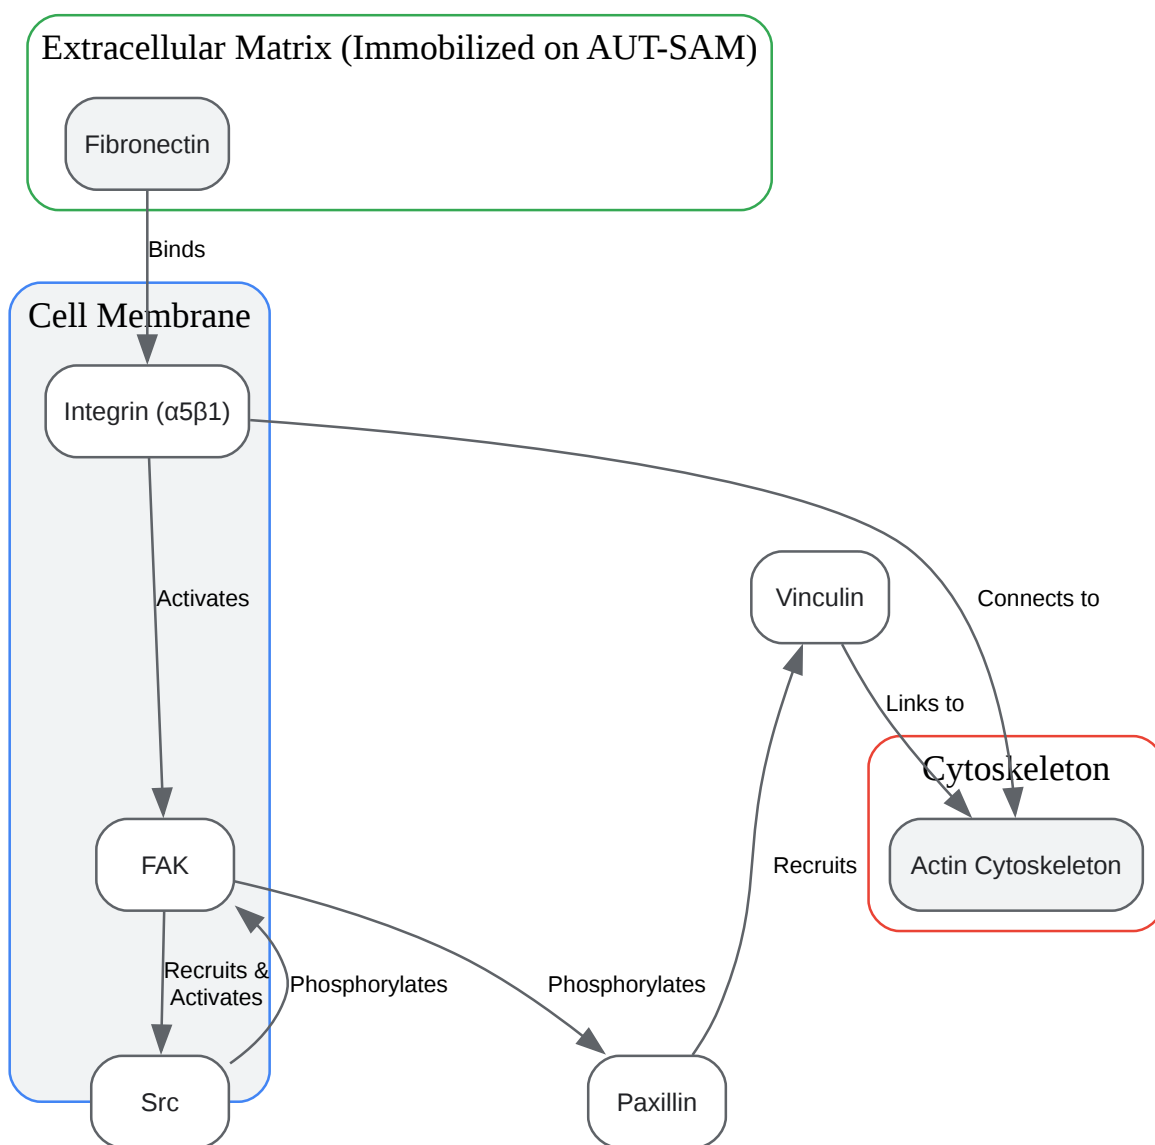 Extracellular Matrix (Immobilized on AUT-SAM)
Fibronectin
Binds
Cell Membrane
Integrin (α5β1)
Activates
Vinculin
Connects to
Links to
Cytoskeleton
FAK
Recruits
Actin Cytoskeleton
Recruits &
Activates
Phosphorylates
Phosphorylates
Src
Paxillin